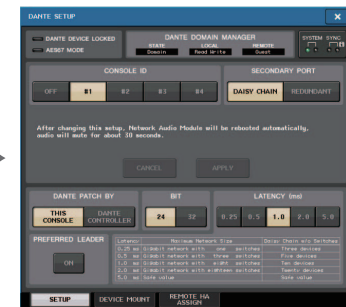 DANTE SETUP
DANTE DEVICE LOCKED
AES67 MODE
DANTE DOMAIN MANAGER
STATE LOCAL REMOTE
Domain Read Write Guest
SYSTEM SYNC
CONSOLE ID
OFF #1 #2 #3 #4
SECONDARY PORT
DAISY CHAIN REDUNDANT
After changing this setup, Network Audio Module will be rebooted automatically,
audio will mute for about 30 seconds.
CANCEL APPLY
DANTE PATCH BY
THIS CONSOLE DANTE CONTROLLER
BIT
24 32
LATENCY (ms)
0.25 0.5 1.0 2.0 5.0
PREFERRED LEADER
ON
Latency Maximum Network Size Daisy Chain w/o Switches
0.25 ms Gigabit network with one switches Three devices
0.5 ms Gigabit network with three switches Five devices
1.0 ms Gigabit network with eight switches Ten devices
2.0 ms Gigabit network with eighteen switches Twenty devices
5.0 ms Safe value Safe value
SETUP DEVICE MOUNT REMOTE HA ASSIGN